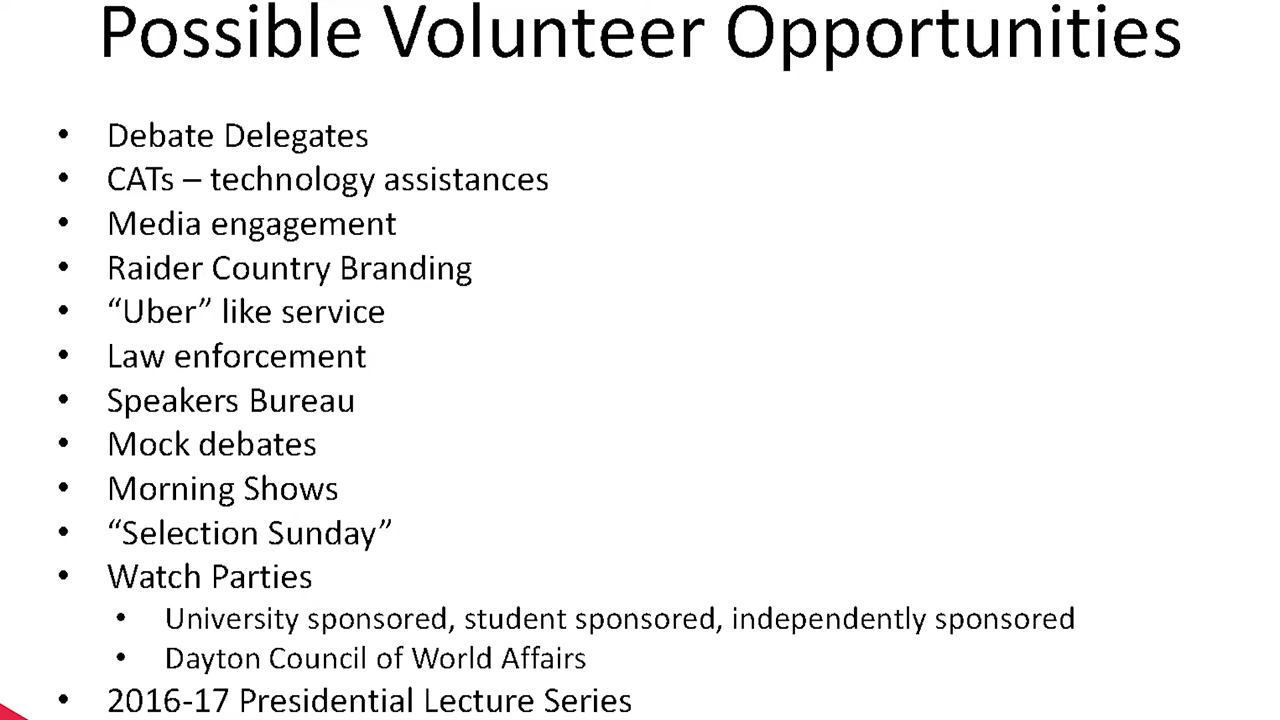 Possible Volunteer Opportunities
• Debate Delegates
• CATs – technology assistances
• Media engagement
• Raider Country Branding
• “Uber” like service
• Law enforcement
• Speakers Bureau
• Mock debates
• Morning Shows
• “Selection Sunday”
• Watch Parties
• University sponsored, student sponsored, independently sponsored
• Dayton Council of World Affairs
• 2016-17 Presidential Lecture Series